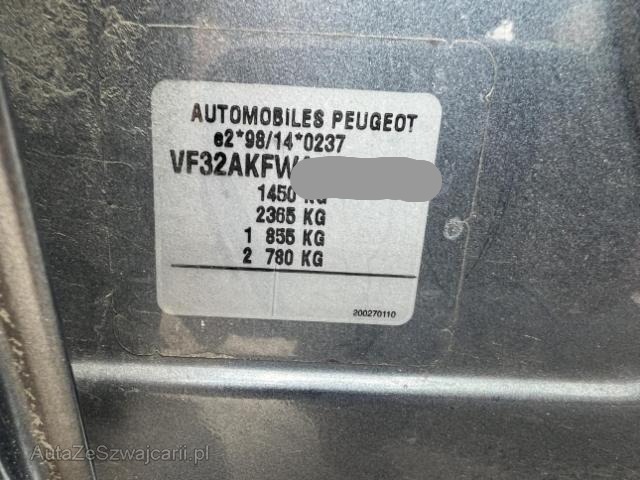 AUTOMOBILES PEUGEOT
e2*98/14*0237
VF32AKFW
1450 KG
2365 KG
1 855 KG
2 780 KG
200270110
AutaZeSzwajcarii.pl